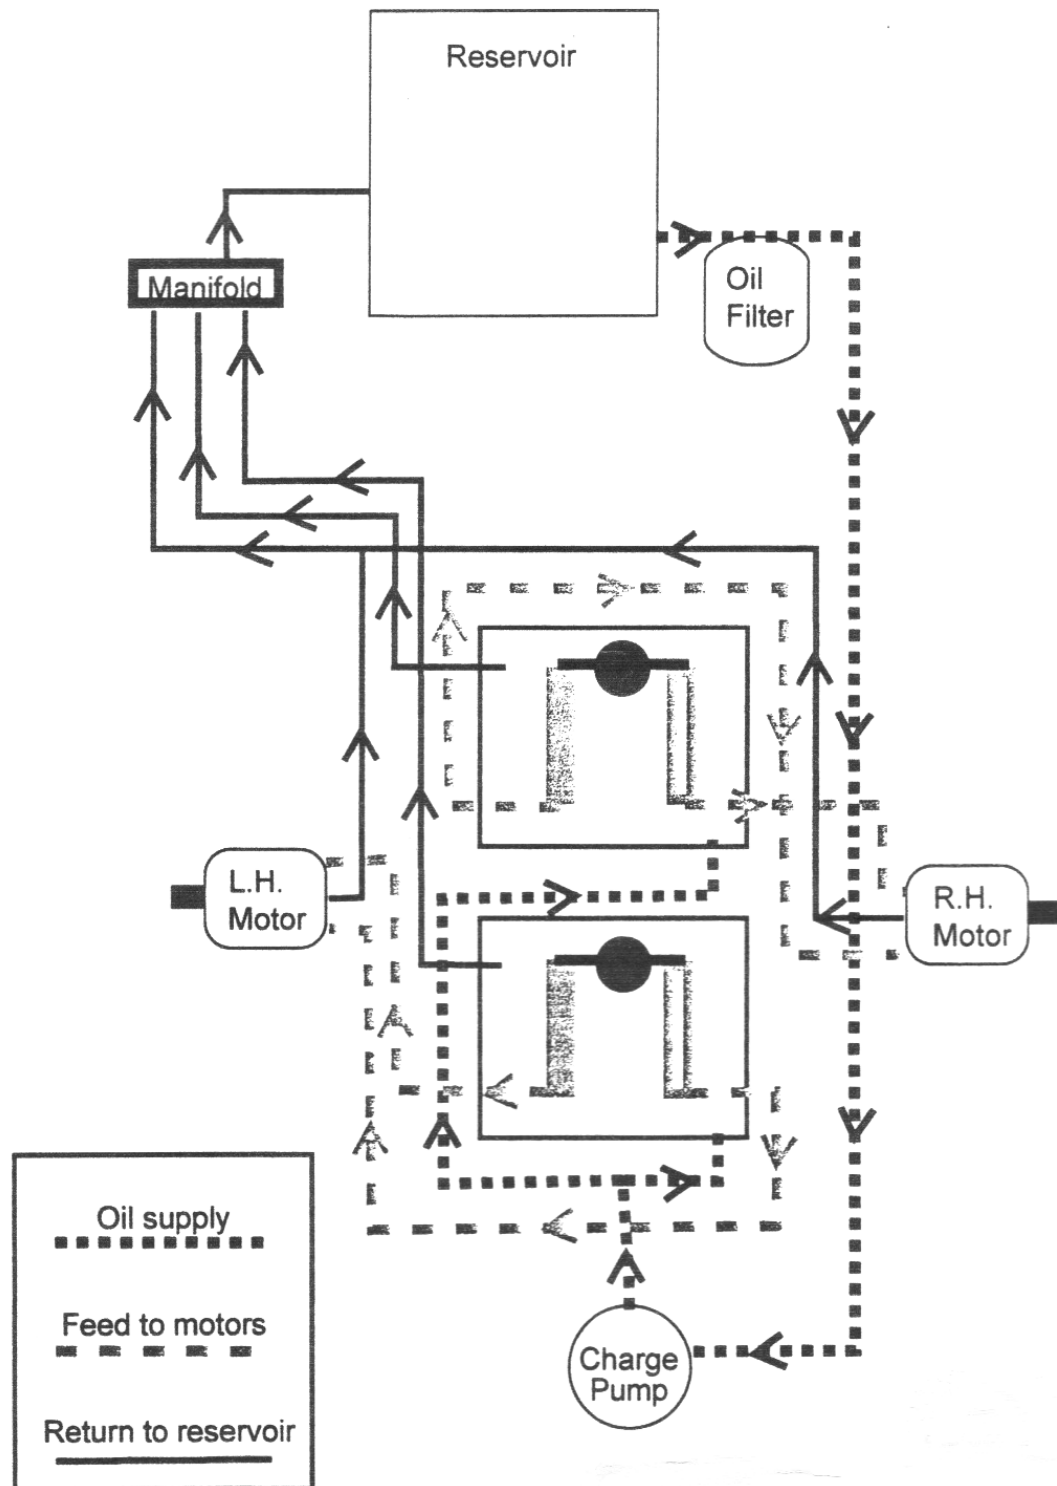 Reservoir
Manifold
Oil
Filter
L.H.
Motor
R.H.
Motor
Oil supply
Feed to motors
Return to reservoir
Charge
Pump